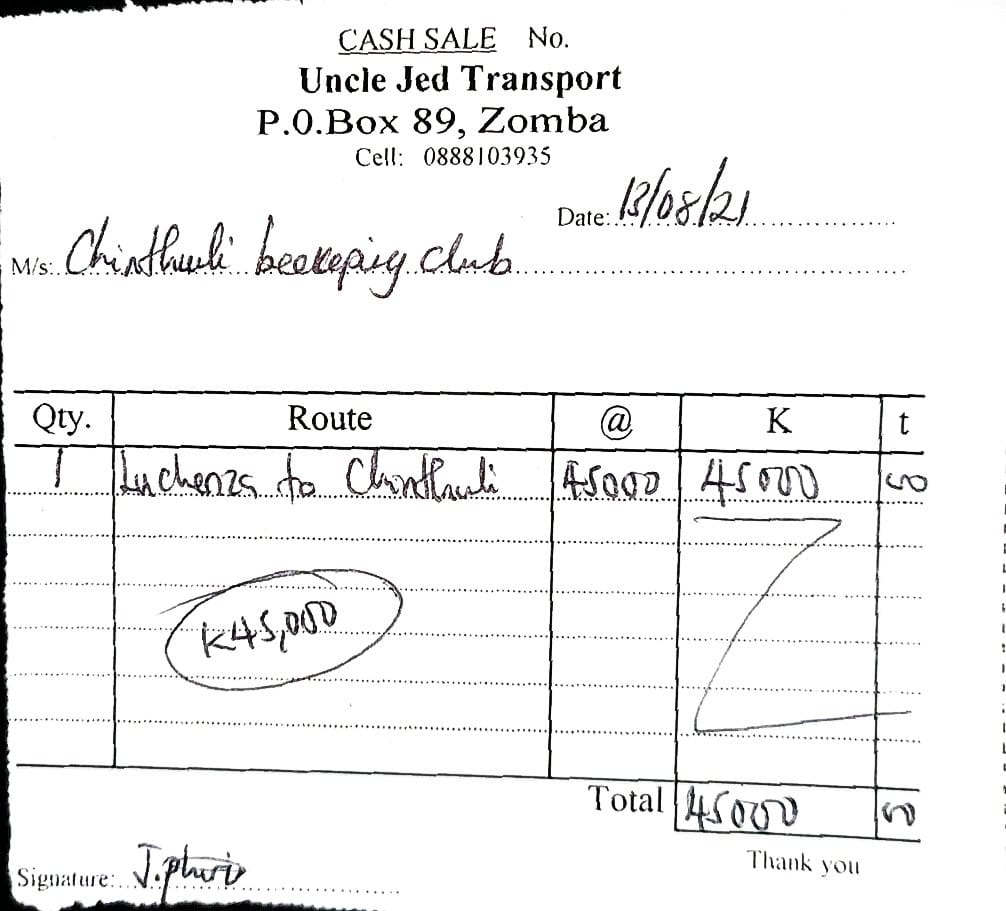 CASH SALE No.
Uncle Jed Transport
P.O.Box 89, Zomba
Cell: 0888103935
Date: 13/08/21
M/s: Chinthuli beekepig club
Qty. Route @ K t
1 Luchenza to Chinthuli 45000 45000 00
K45,000
Total 45000 00
Thank you
Signature: J.phiri